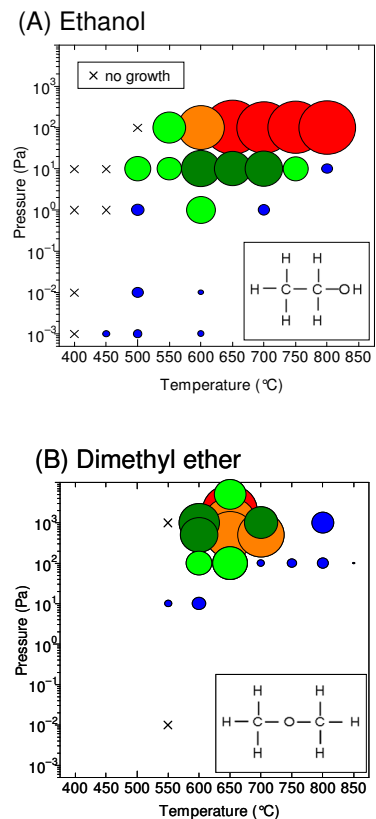 (A) Ethanol
× no growth
Pressure (Pa)
10³
10²
10¹
10⁰
10⁻¹
10⁻²
10⁻³
H H
H C C OH
H H
400 450 500 550 600 650 700 750 800 850
Temperature (°C)
(B) Dimethyl ether
Pressure (Pa)
10³
10²
10¹
10⁰
10⁻¹
10⁻²
10⁻³
H H
H C O C H
H H
400 450 500 550 600 650 700 750 800 850
Temperature (°C)